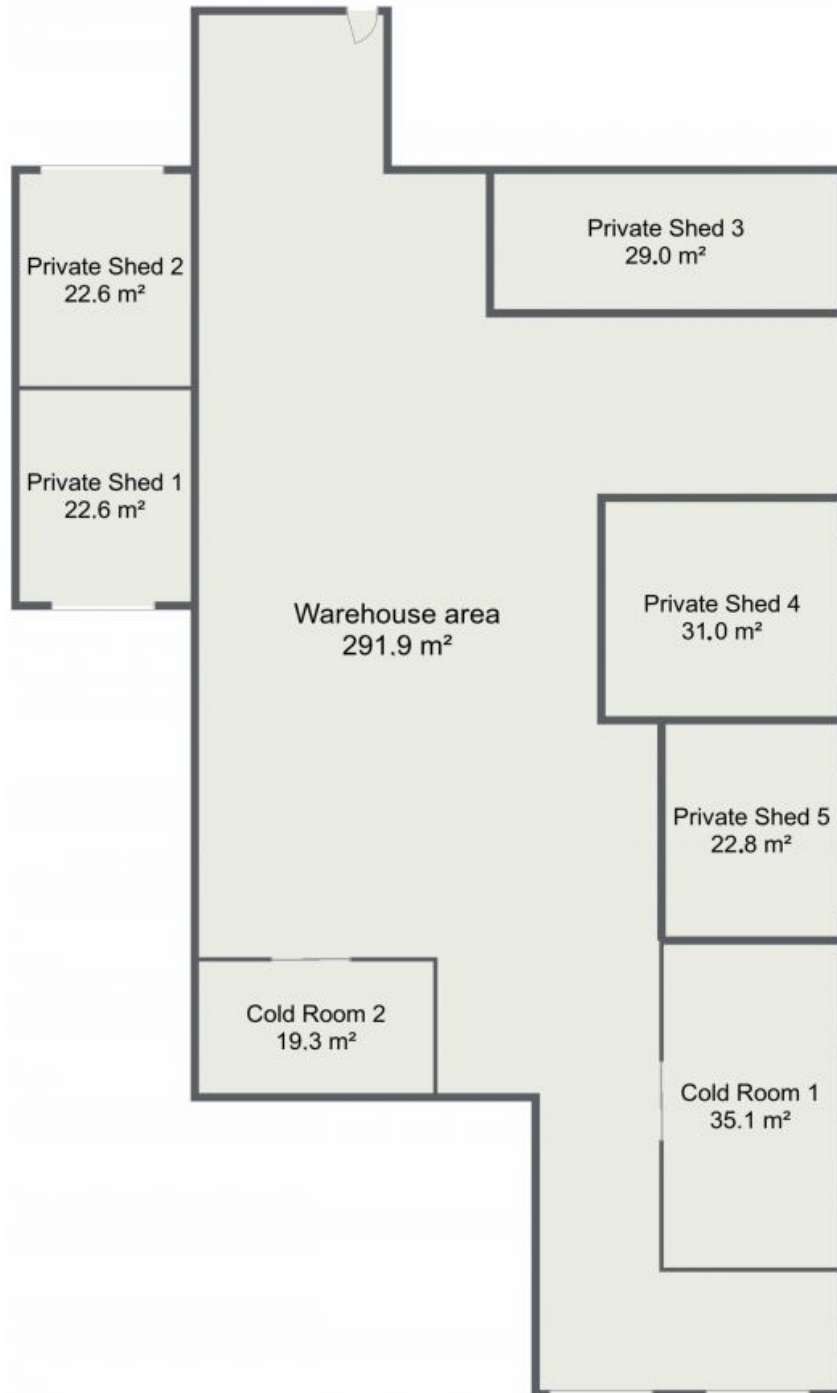 Private Shed 3
29.0 m²
Private Shed 2
22.6 m²
Private Shed 1
22.6 m²
Warehouse area
291.9 m²
Private Shed 4
31.0 m²
Private Shed 5
22.8 m²
Cold Room 2
19.3 m²
Cold Room 1
35.1 m²